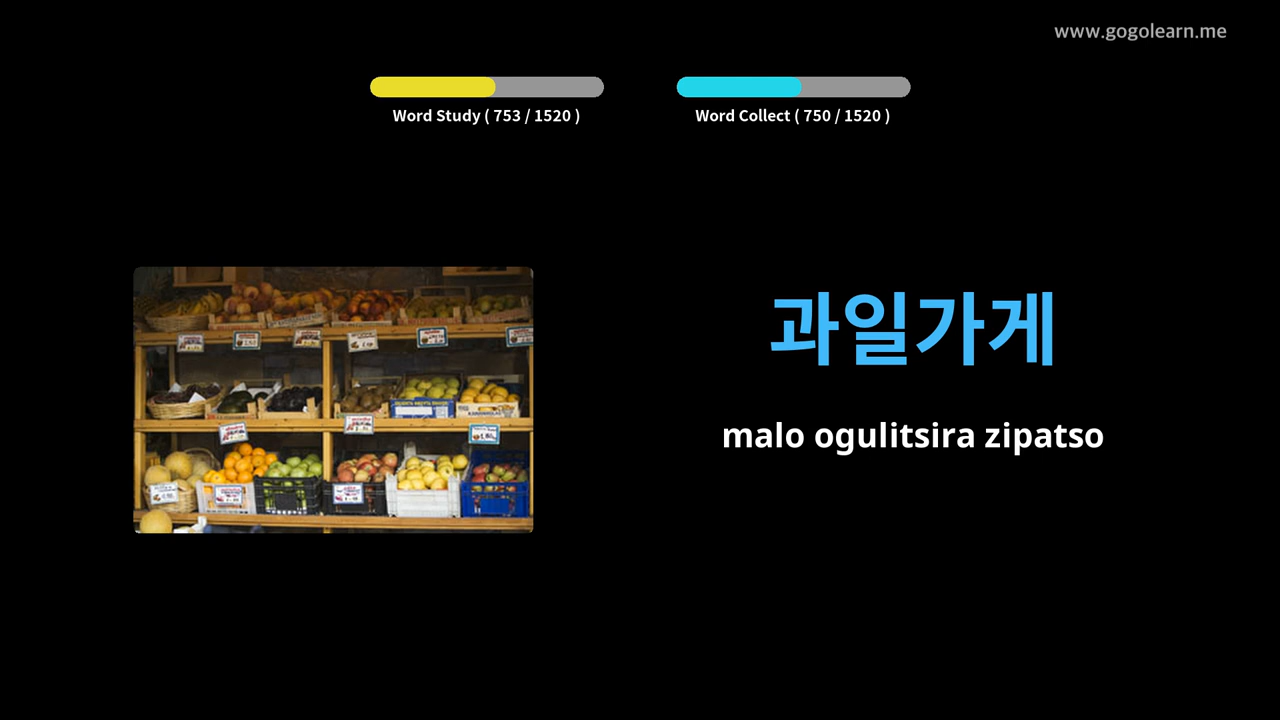 www.gogolearn.me
Word Study ( 753 / 1520 )
Word Collect ( 750 / 1520 )
과일가게
malo ogulitsira zipatso